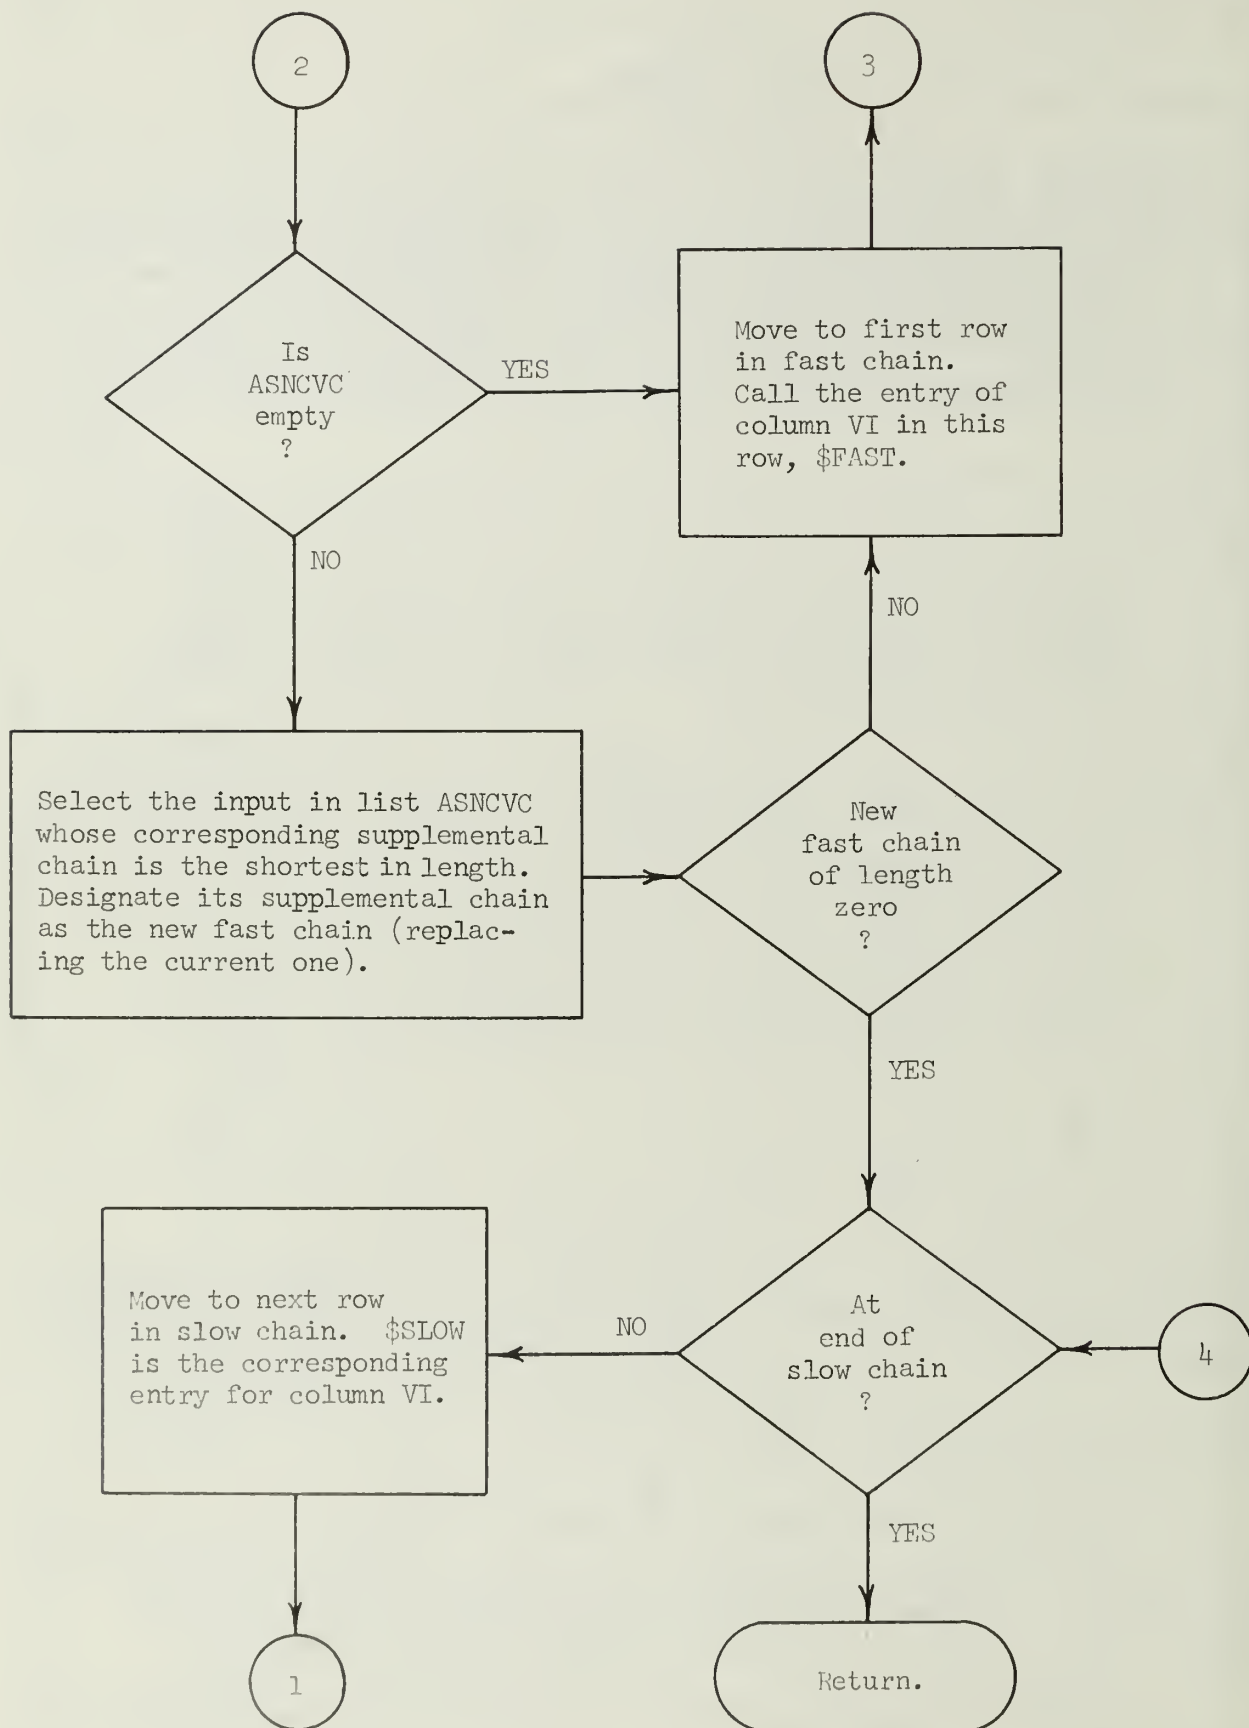 2
3
Is
ASNCVC
empty
?
YES
Move to first row
in fast chain.
Call the entry of
column VI in this
row, $FAST.
NO
NO
Select the input in list ASNCVC
whose corresponding supplemental
chain is the shortest in length.
Designate its supplemental chain
as the new fast chain (replac-
ing the current one).
New
fast chain
of length
zero
?
YES
Move to next row
in slow chain. $SLOW
is the corresponding
entry for column VI.
NO
At
end of
slow chain
?
4
YES
1
Return.